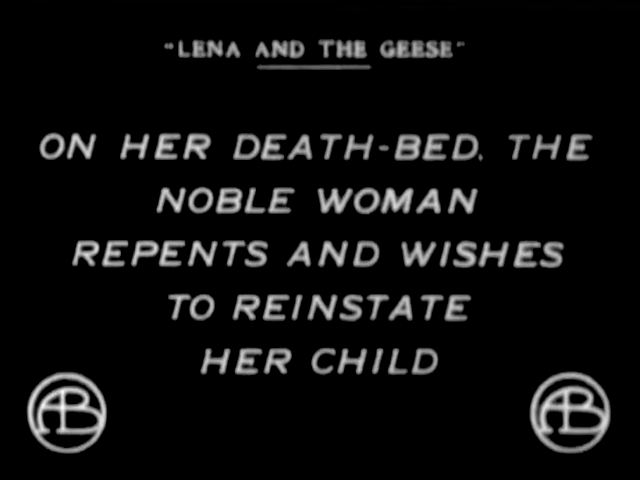 "LENA AND THE GEESE"
ON HER DEATH-BED, THE
NOBLE WOMAN
REPENTS AND WISHES
TO REINSTATE
HER CHILD
AB AB